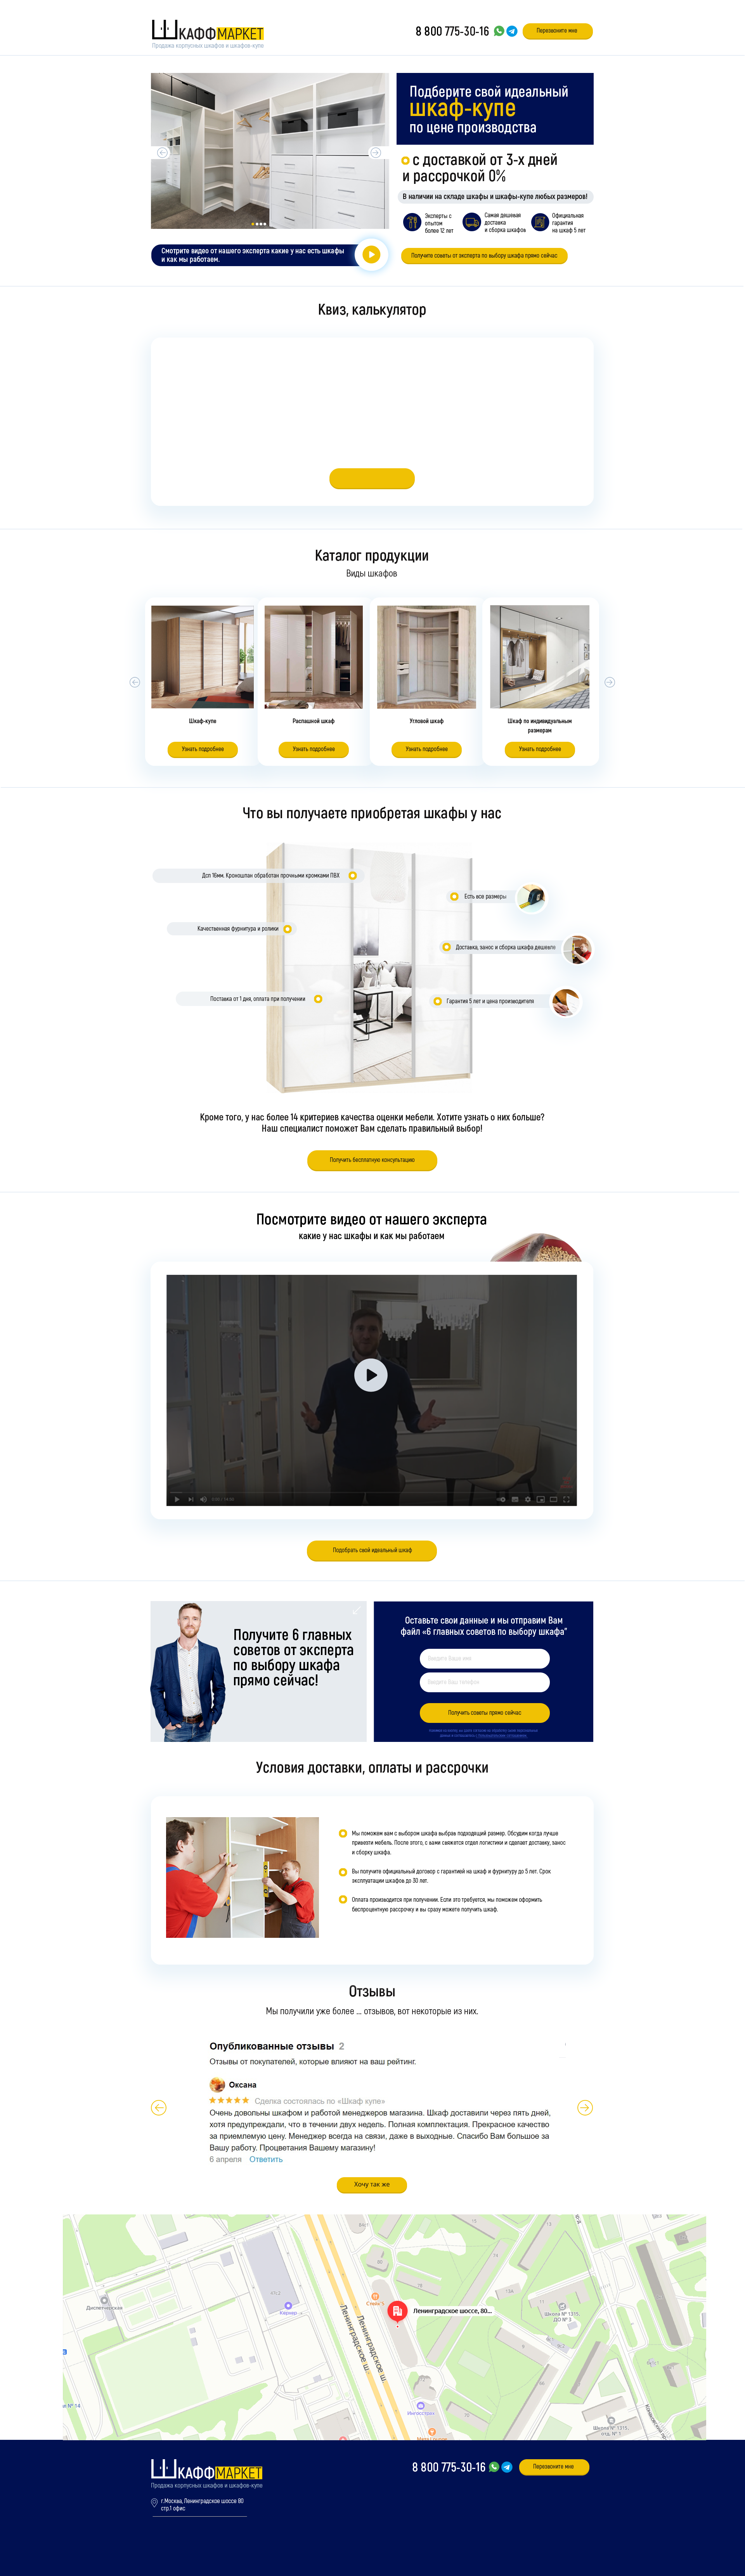 ШКАФФМАРКЕТ
Продажа корпусных шкафов и шкафов-купе
8 800 775-30-16
Перезвоните мне
Подберите свой идеальный
шкаф-купе
по цене производства
с доставкой от 3-х дней
и рассрочкой 0%
В наличии на складе шкафы и шкафы-купе любых размеров!
Эксперты с
опытом
более 12 лет
Самая дешевая
доставка
и сборка шкафов
Официальная
гарантия
на шкаф 5 лет
Смотрите видео от нашего эксперта какие у нас есть шкафы
и как мы работаем.
Получите советы от эксперта по выбору шкафа прямо сейчас
Квиз, калькулятор
Каталог продукции
Виды шкафов
Шкаф-купе
Распашной шкаф
Угловой шкаф
Шкаф по индивидуальным
размерам
Узнать подробнее
Узнать подробнее
Узнать подробнее
Узнать подробнее
Что вы получаете приобретая шкафы у нас
Дсп 16мм. Кроношпан обработан прочными кромками ПВХ
Есть все размеры
Качественная фурнитура и ролики
Доставка, занос и сборка шкафа дешевле
Поставка от 1 дня, оплата при получении
Гарантия 5 лет и цена производителя
Кроме того, у нас более 14 критериев качества оценки мебели. Хотите узнать о них больше?
Наш специалист поможет Вам сделать правильный выбор!
Получить бесплатную консультацию
Посмотрите видео от нашего эксперта
какие у нас шкафы и как мы работаем
Подобрать свой идеальный шкаф
Получите 6 главных
советов от эксперта
по выбору шкафа
прямо сейчас!
Оставьте свои данные и мы отправим Вам
файл «6 главных советов по выбору шкафа"
Введите Ваше имя
Введите Ваш телефон
Получить советы прямо сейчас
Условия доставки, оплаты и рассрочки
Мы поможем вам с выбором шкафа выбрав подходящий размер. Обсудим когда лучше
привезти мебель. После этого, с вами свяжется отдел логистики и сделает доставку, занос
и сборку шкафа.
Вы получите официальный договор с гарантией на шкаф и фурнитуру до 5 лет. Срок
эксплуатации шкафов до 30 лет.
Оплата производится при получении. Если это требуется, мы поможем оформить
беспроцентную рассрочку и вы сразу можете получить шкаф.
Отзывы
Мы получили уже более ... отзывов, вот некоторые из них.
Опубликованные отзывы 2
Отзывы от покупателей, которые влияют на ваш рейтинг.
Оксана
Сделка состоялась по «Шкаф купе»
Очень довольны шкафом и работой менеджеров магазина. Шкаф доставили через пять дней,
хотя предупреждали, что в течении двух недель. Полная комплектация. Прекрасное качество
за приемлемую цену. Менеджер всегда на связи, даже в выходные. Спасибо Вам большое за
Вашу работу. Процветания Вашему магазину!
6 апреля Ответить
Хочу так же
Ленинградское шоссе, 80...
Ленинградское ш.
Ленинградское ш.
Школа № 1315,
ДО № 3
Школа № 1315,
ШКАФФМАРКЕТ
Продажа корпусных шкафов и шкафов-купе
8 800 775-30-16
Перезвоните мне
г.Москва, Ленинградское шоссе 80
стр.1 офис